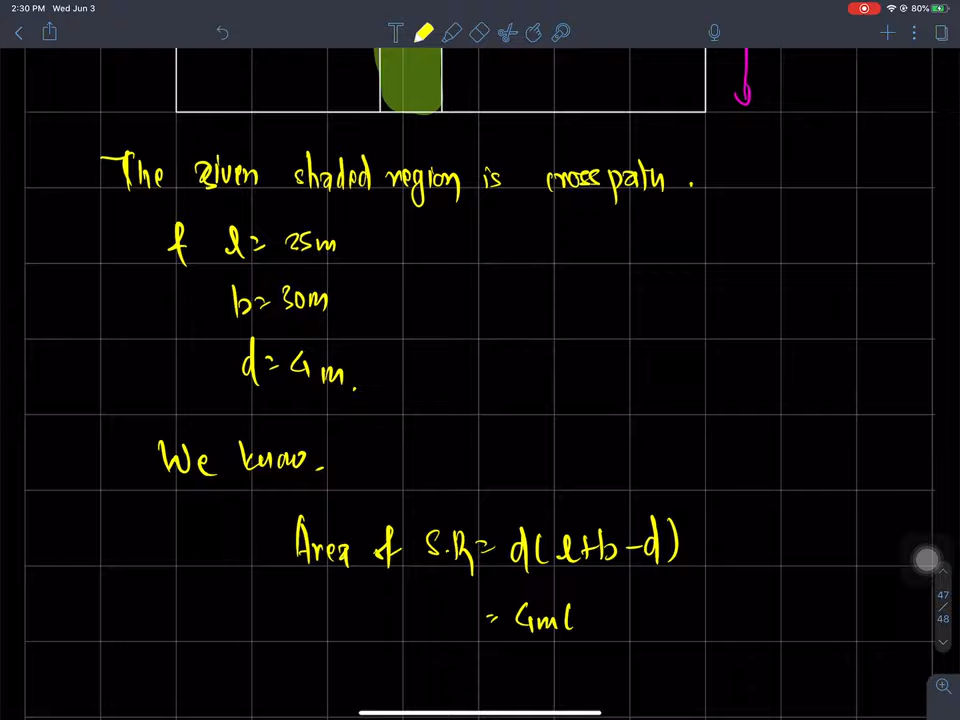 2:30 PM Wed Jun 3
80%
The given shaded region is cross path.
f l = 25m
b = 30m
d = 4 m.
We know.
Area of S.R = d(l+b-d)
= 4m(
47
48